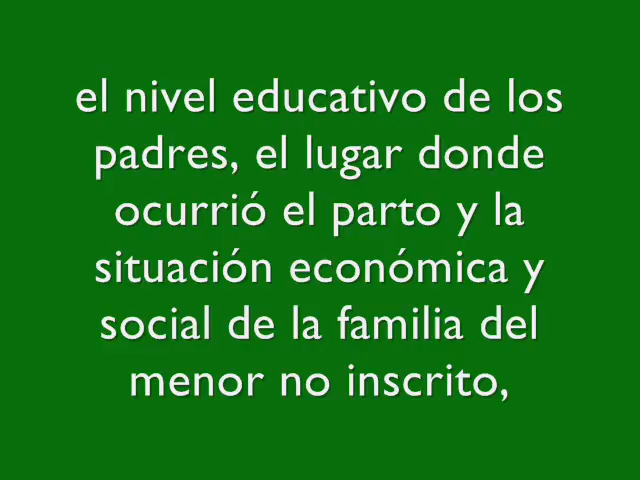 el nivel educativo de los
padres, el lugar donde
ocurrió el parto y la
situación económica y
social de la familia del
menor no inscrito,